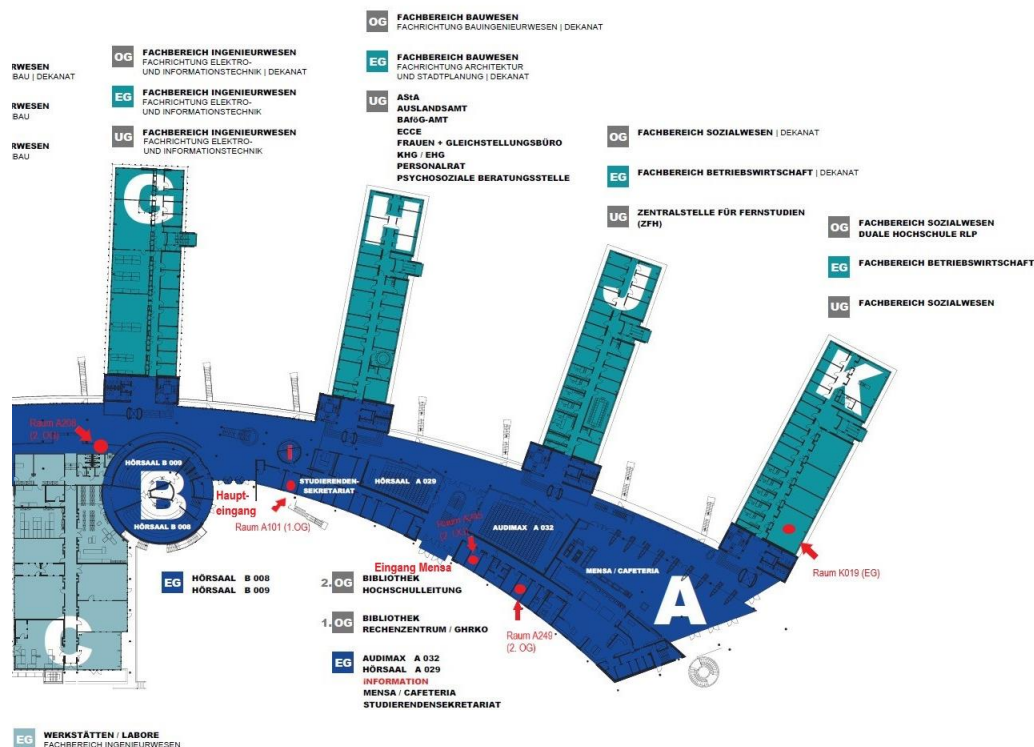 RWESEN
BAU | DEKANAT
RWESEN
BAU
RWESEN
BAU
OG FACHBEREICH INGENIEURWESEN
FACHRICHTUNG ELEKTRO-
UND INFORMATIONSTECHNIK | DEKANAT
EG FACHBEREICH INGENIEURWESEN
FACHRICHTUNG ELEKTRO-
UND INFORMATIONSTECHNIK
UG FACHBEREICH INGENIEURWESEN
FACHRICHTUNG ELEKTRO-
UND INFORMATIONSTECHNIK
OG FACHBEREICH BAUWESEN
FACHRICHTUNG BAUINGENIEURWESEN | DEKANAT
EG FACHBEREICH BAUWESEN
FACHRICHTUNG ARCHITEKTUR
UND STADTPLANUNG | DEKANAT
UG AStA
AUSLANDSAMT
BAföG-AMT
ECCE
FRAUEN + GLEICHSTELLUNGSBÜRO
KHG / EHG
PERSONALRAT
PSYCHOSOZIALE BERATUNGSSTELLE
OG FACHBEREICH SOZIALWESEN | DEKANAT
EG FACHBEREICH BETRIEBSWIRTSCHAFT | DEKANAT
UG ZENTRALSTELLE FÜR FERNSTUDIEN
(ZFH)
OG FACHBEREICH SOZIALWESEN
DUALE HOCHSCHULE RLP
EG FACHBEREICH BETRIEBSWIRTSCHAFT
UG FACHBEREICH SOZIALWESEN
G
H
J
K
Raum
(2. OG)
HÖRSAAL B 009
B
HÖRSAAL B 008
Haupt-
eingang
i
STUDIERENDEN-
SEKRETARIAT
HÖRSAAL A 029
Raum A101 (1.OG)
AUDIMAX A 032
MENSA / CAFETERIA
A
Raum K019 (EG)
Eingang Mensa
Raum A249
(2. OG)
C
EG HÖRSAAL B 008
HÖRSAAL B 009
2. OG BIBLIOTHEK
HOCHSCHULLEITUNG
1. OG BIBLIOTHEK
RECHENZENTRUM / GHRKO
EG AUDIMAX A 032
HÖRSAAL A 029
INFORMATION
MENSA / CAFETERIA
STUDIERENDENSEKRETARIAT
EG WERKSTÄTTEN / LABORE
FACHBEREICH INGENIEURWESEN